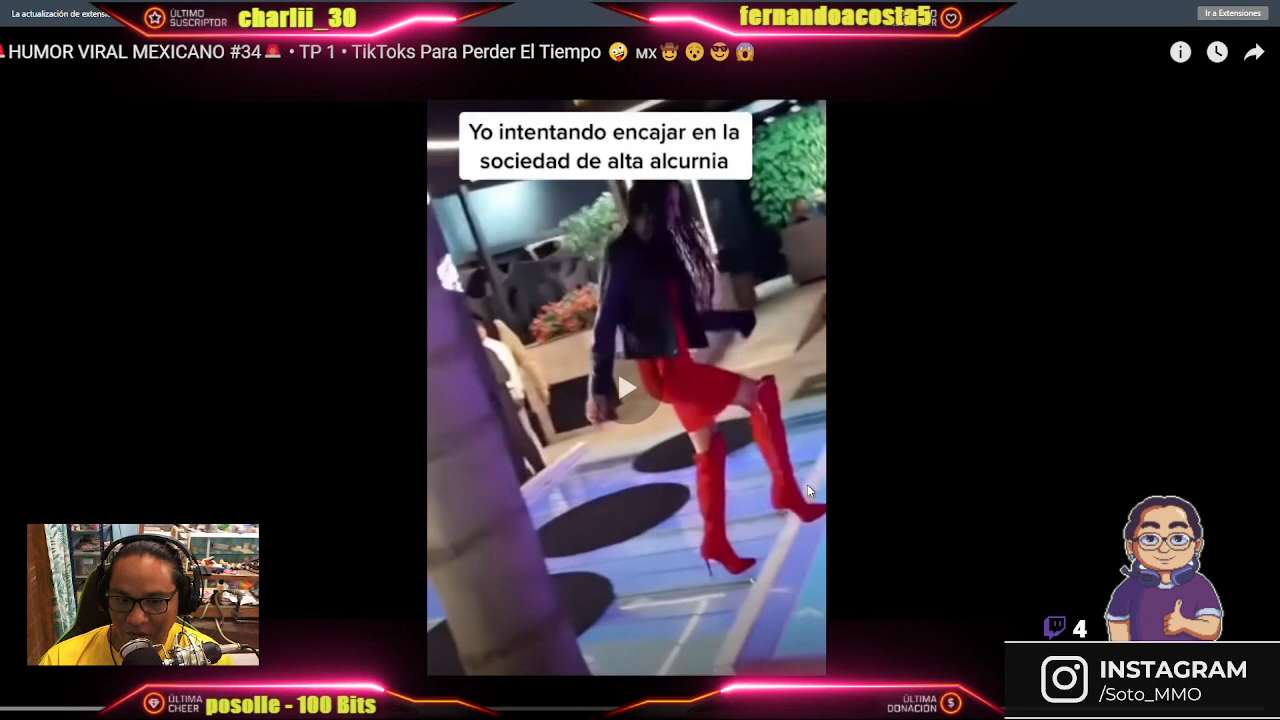 La actualización de extens
ÚLTIMO
SUSCRIPTOR
charlii_30
fernandoacosta5
Ir a Extensiones
HUMOR VIRAL MEXICANO #34🚨 • TP 1 • TikToks Para Perder El Tiempo 🤪 MX🤠 😯 😎 😱
Yo intentando encajar en la
sociedad de alta alcurnia
4
INSTAGRAM
/Soto_MMO
ÚLTIMA
CHEER
posolle - 100 Bits
ÚLTIMA
DONACIÓN